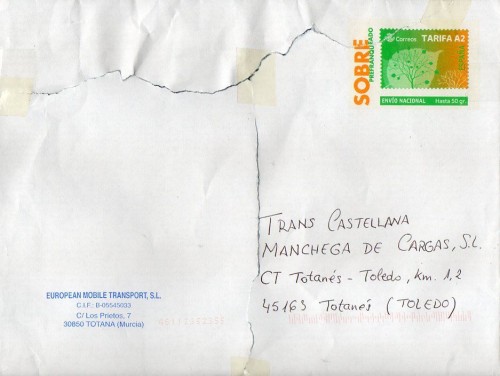 SOBRE
PREFRANQUEADO
Correos
TARIFA A2
ENVÍO NACIONAL Hasta 50 gr.
TRANS CASTELLANA
MANCHEGA DE CARGAS, S.L.
CT Totanés - Toledo, km. 1,2
45163 Totanés (TOLEDO)
EUROPEAN MOBILE TRANSPORT, S.L.
C.I.F.: B-05545033
C/ Los Prietos, 7
30850 TOTANA (Murcia)